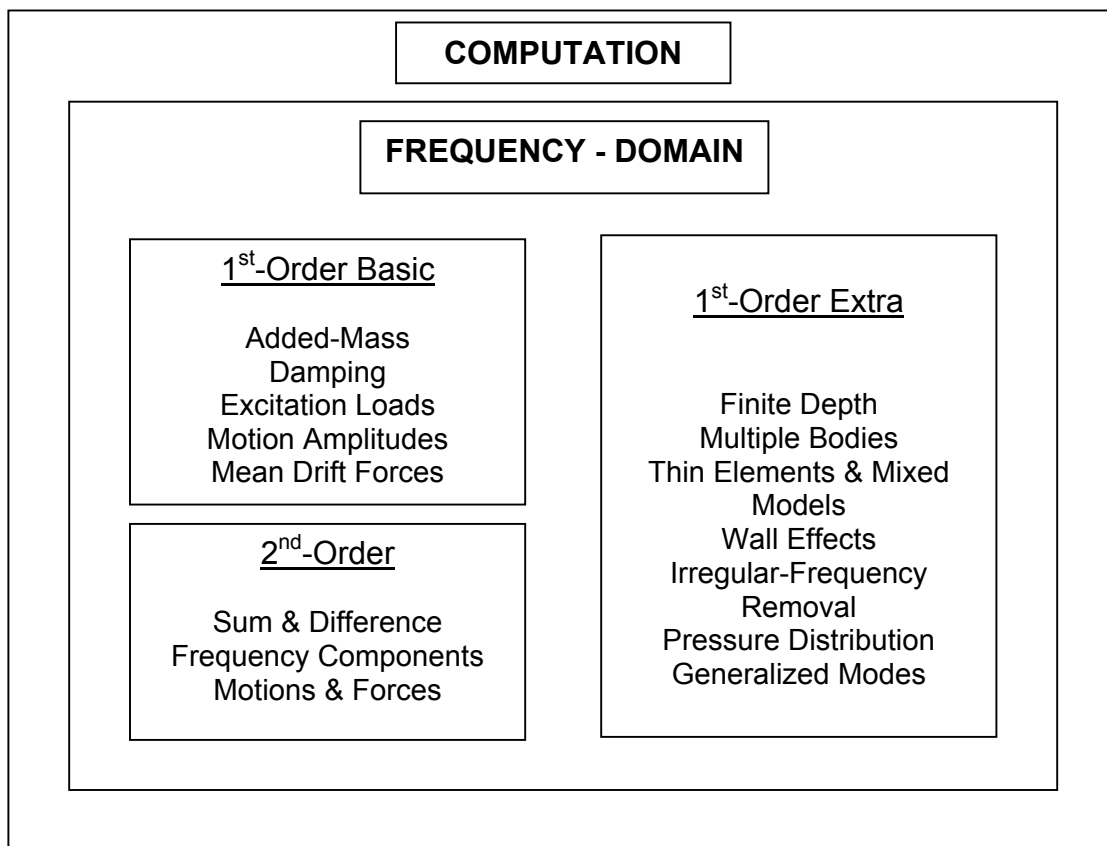 COMPUTATION
FREQUENCY - DOMAIN
1st-Order Basic
Added-Mass
Damping
Excitation Loads
Motion Amplitudes
Mean Drift Forces
2nd-Order
Sum & Difference
Frequency Components
Motions & Forces
1st-Order Extra
Finite Depth
Multiple Bodies
Thin Elements & Mixed
Models
Wall Effects
Irregular-Frequency
Removal
Pressure Distribution
Generalized Modes